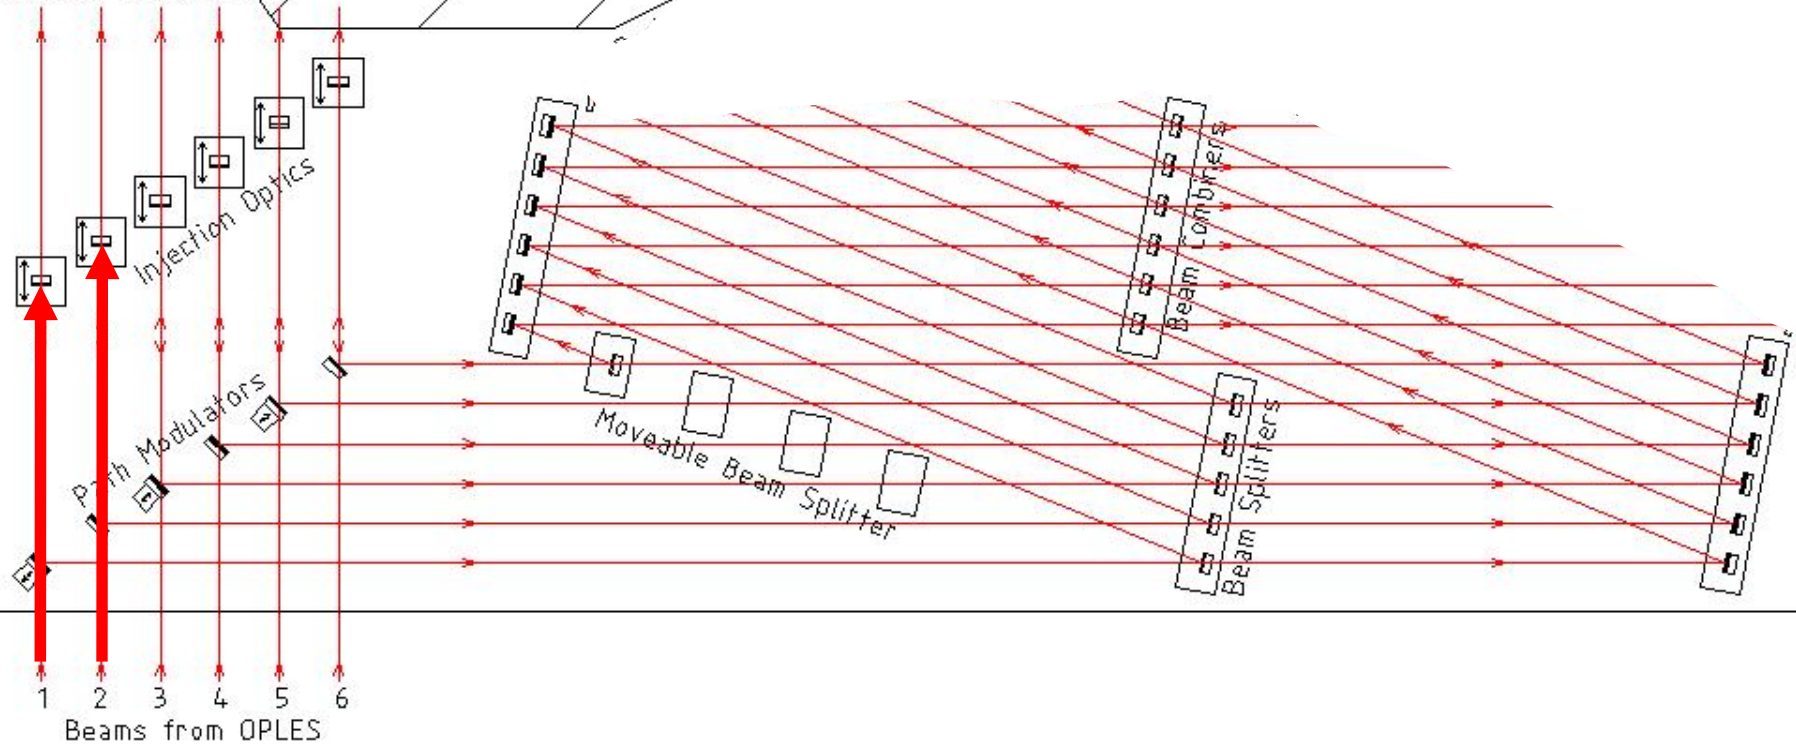 Injection Optics
Beam Combiners
Path Modulators
Moveable Beam Splitter
Beam Splitters
1 2 3 4 5 6
Beams from OPLES